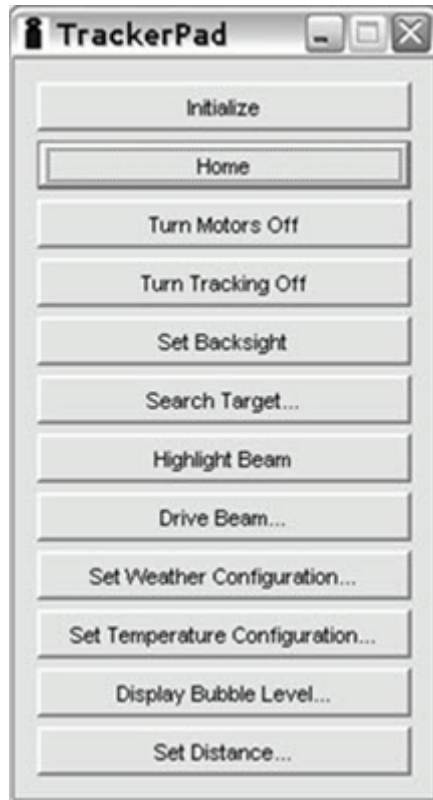 TrackerPad
Initialize
Home
Turn Motors Off
Turn Tracking Off
Set Backsight
Search Target...
Highlight Beam
Drive Beam...
Set Weather Configuration...
Set Temperature Configuration...
Display Bubble Level...
Set Distance...